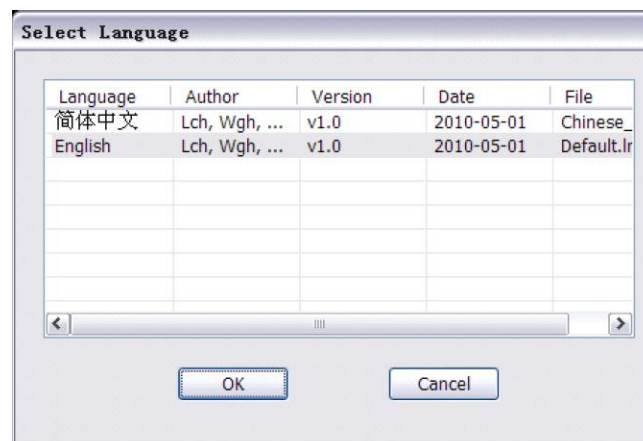 Select Language
Language Author Version Date File
简体中文 Lch, Wgh, ... v1.0 2010-05-01 Chinese_
English Lch, Wgh, ... v1.0 2010-05-01 Default.lr
OK Cancel